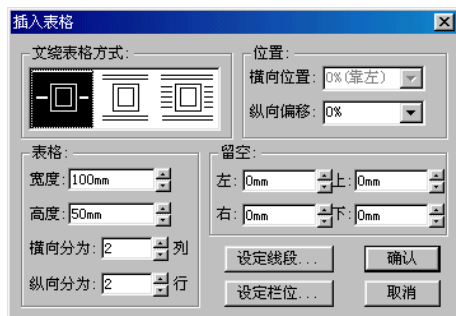 插入表格
文绕表格方式:
位置:
横向位置: 0%(靠左)
纵向偏移: 0%
表格:
宽度: 100mm
高度: 50mm
横向分为: 2 列
纵向分为: 2 行
留空:
左: 0mm 上: 0mm
右: 0mm 下: 0mm
设定线段... 确认
设定栏位... 取消